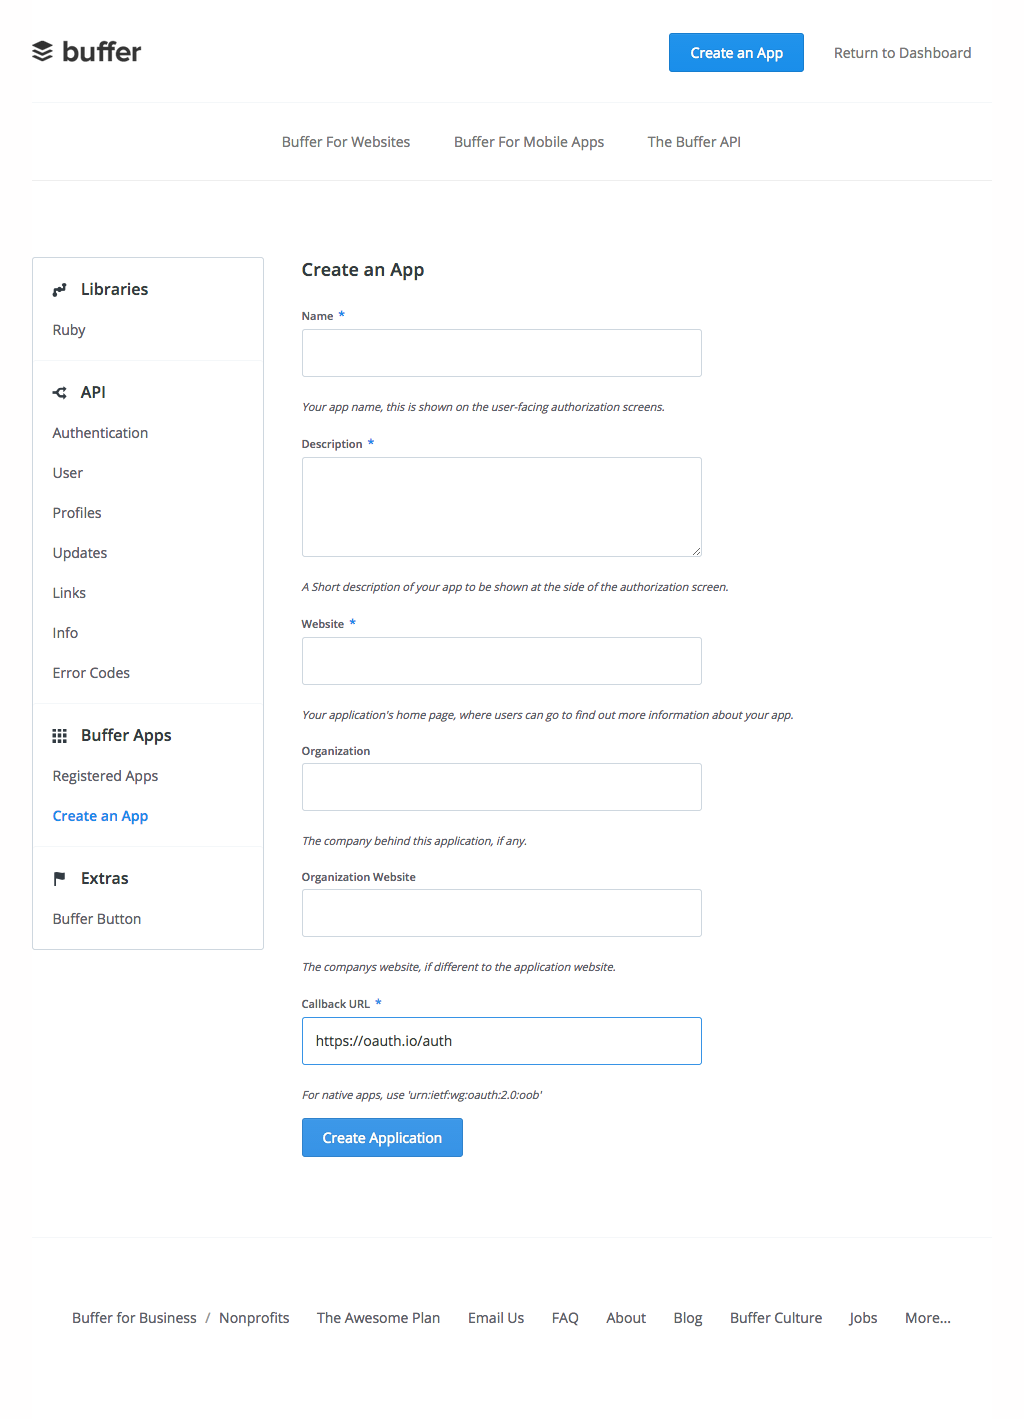 buffer
Create an App
Return to Dashboard
Buffer For Websites
Buffer For Mobile Apps
The Buffer API
Libraries
Ruby
API
Authentication
User
Profiles
Updates
Links
Info
Error Codes
Buffer Apps
Registered Apps
Create an App
Extras
Buffer Button
Create an App
Name *
Your app name, this is shown on the user-facing authorization screens.
Description *
A Short description of your app to be shown at the side of the authorization screen.
Website *
Your application's home page, where users can go to find out more information about your app.
Organization
The company behind this application, if any.
Organization Website
The companys website, if different to the application website.
Callback URL *
https://oauth.io/auth
For native apps, use 'urn:ietf:wg:oauth:2.0:oob'
Create Application
Buffer for Business / Nonprofits The Awesome Plan Email Us FAQ About Blog Buffer Culture Jobs More...